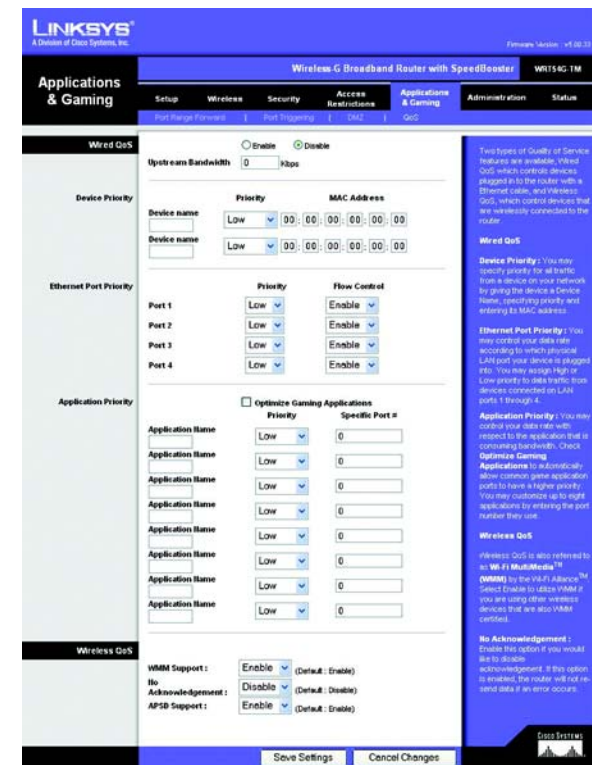 LINKSYS®
A Division of Cisco Systems, Inc.
Firmware Version : v5.00.33
Wireless-G Broadband Router with SpeedBooster
WRT54G-TM
Applications & Gaming
Setup
Wireless
Security
Access Restrictions
Applications & Gaming
Administration
Status
Port Range Forward | Port Triggering | DMZ | QoS
Wired QoS
Enable Disable
Upstream Bandwidth 0 Kbps
Device Priority
Priority MAC Address
Device name Low 00 : 00 : 00 : 00 : 00 : 00
Device name Low 00 : 00 : 00 : 00 : 00 : 00
Ethernet Port Priority
Priority Flow Control
Port 1 Low Enable
Port 2 Low Enable
Port 3 Low Enable
Port 4 Low Enable
Application Priority
Optimize Gaming Applications
Priority Specific Port #
Application Name Low 0
Application Name Low 0
Application Name Low 0
Application Name Low 0
Application Name Low 0
Application Name Low 0
Application Name Low 0
Application Name Low 0
Wireless QoS
WMM Support : Enable (Default : Enable)
No Acknowledgement : Disable (Default : Disable)
APSD Support : Enable (Default : Enable)
Save Settings
Cancel Changes
Two types of Quality of Service
features are available, Wired
QoS which controls devices
plugged in to the router with a
Ethernet cable, and Wireless
QoS, which control devices that
are wirelessly connected to the
router.
Wired QoS
Device Priority : You may
specify priority for all traffic
from a device on your network
by giving the device a Device
Name, specifying priority and
entering its MAC address.
Ethernet Port Priority : You
may control your data rate
according to which physical
LAN port your device is plugged
into. You may assign High or
Low priority to data traffic from
devices connected on LAN
ports 1 through 4.
Application Priority : You may
control your data rate with
respect to the application that is
consuming bandwidth. Check
Optimize Gaming
Applications to automatically
allow common game application
ports to have a higher priority.
You may customize up to eight
applications by entering the port
number they use.
Wireless QoS
Wireless QoS is also referred to
as Wi-Fi MultiMedia™
(WMM) by the Wi-Fi Alliance™.
Select Enable to utilize WMM if
you are using other wireless
devices that are also WMM
certified.
No Acknowledgement :
Enable this option if you would
like to disable
acknowledgement. If this option
is enabled, the router will not re-
send data if an error occurs.
CISCO SYSTEMS